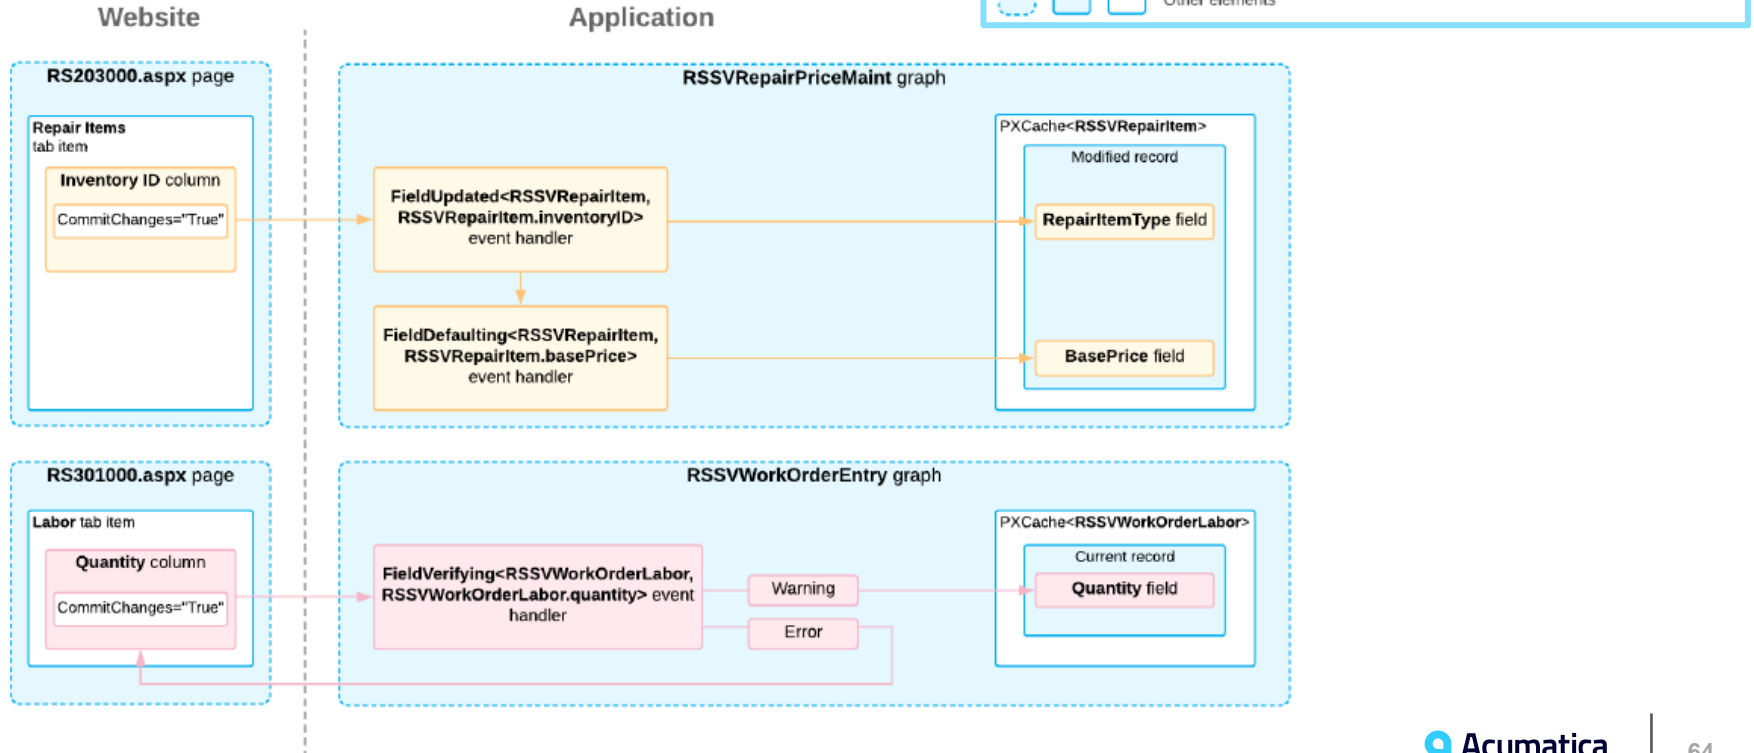 Website
Application
Other elements
RS203000.aspx page
Repair Items
tab item
Inventory ID column
CommitChanges="True"
RSSVRepairPriceMaint graph
FieldUpdated<RSSVRepairItem,
RSSVRepairItem.inventoryID>
event handler
FieldDefaulting<RSSVRepairItem,
RSSVRepairItem.basePrice>
event handler
PXCache<RSSVRepairItem>
Modified record
RepairItemType field
BasePrice field
RS301000.aspx page
Labor tab item
Quantity column
CommitChanges="True"
RSSVWorkOrderEntry graph
FieldVerifying<RSSVWorkOrderLabor,
RSSVWorkOrderLabor.quantity> event
handler
Warning
Error
PXCache<RSSVWorkOrderLabor>
Current record
Quantity field
Acumatica
64